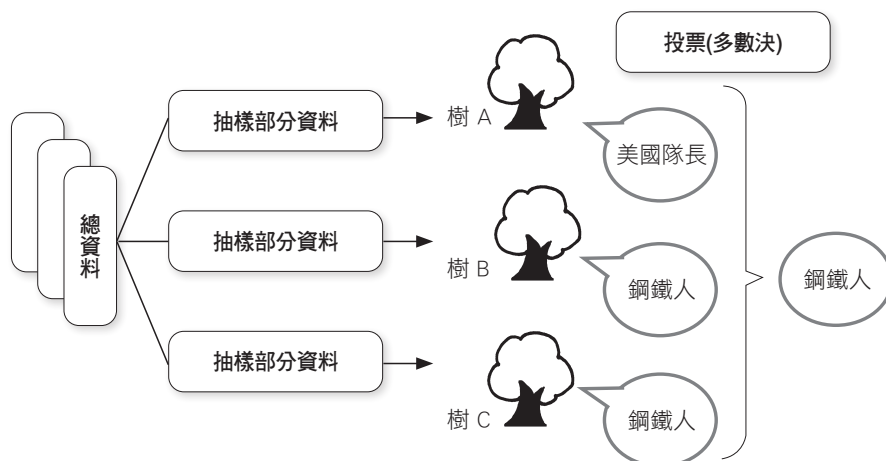 投票(多數決)
總資料
抽樣部分資料
樹 A
美國隊長
抽樣部分資料
樹 B
鋼鐵人
鋼鐵人
抽樣部分資料
樹 C
鋼鐵人